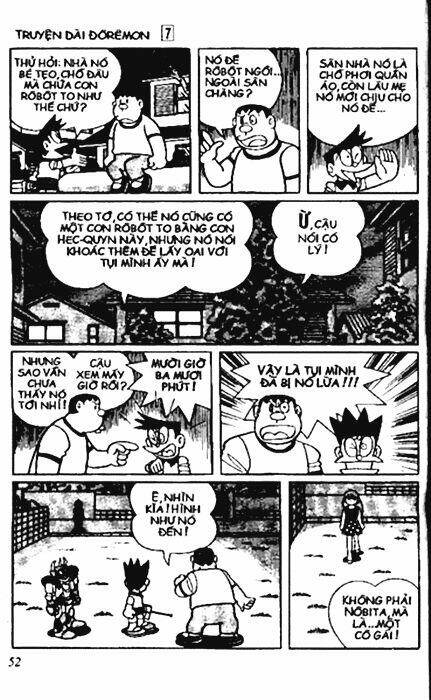 TRUYỆN DÀI ĐÔRÊMON 7
THỬ HỎI: NHÀ NÓ
BÉ TẸO, CHỖ ĐÂU
MÀ CHỨA CON
RÔBỐT TO NHƯ
THẾ CHỨ?
NÓ ĐỂ
RÔBỐT NGỒI...
NGOÀI SÂN
CHĂNG?
SÂN NHÀ NÓ LÀ
CHỖ PHƠI QUẦN
ÁO, CÒN LÂU MẸ
NÓ MỚI CHỊU CHO
NÓ ĐỂ...
THEO TỚ, CÓ THỂ NÓ CŨNG CÓ
MỘT CON RÔBỐT TO BẰNG CON
HEC-QUYN NÀY, NHƯNG NÓ NÓI
KHOÁC THÊM ĐỂ LẤY OAI VỚI
TỤI MÌNH ẤY MÀ!
Ừ, CẬU
NÓI CÓ
LÝ!
NHƯNG
SAO VẪN
CHƯA
THẤY NÓ
TỚI NHỈ!
CẬU
XEM MẤY
GIỜ RỒI?
MƯỜI GIỜ
BA MƯƠI
PHÚT!
VẬY LÀ TỤI MÌNH
ĐÃ BỊ NÓ LỪA!!!
Ê, NHÌN
KÌA! HÌNH
NHƯ NÓ
ĐẾN!
KHÔNG PHẢI
NÔBITA, MÀ
LÀ...MỘT
CÔ GÁI!
52